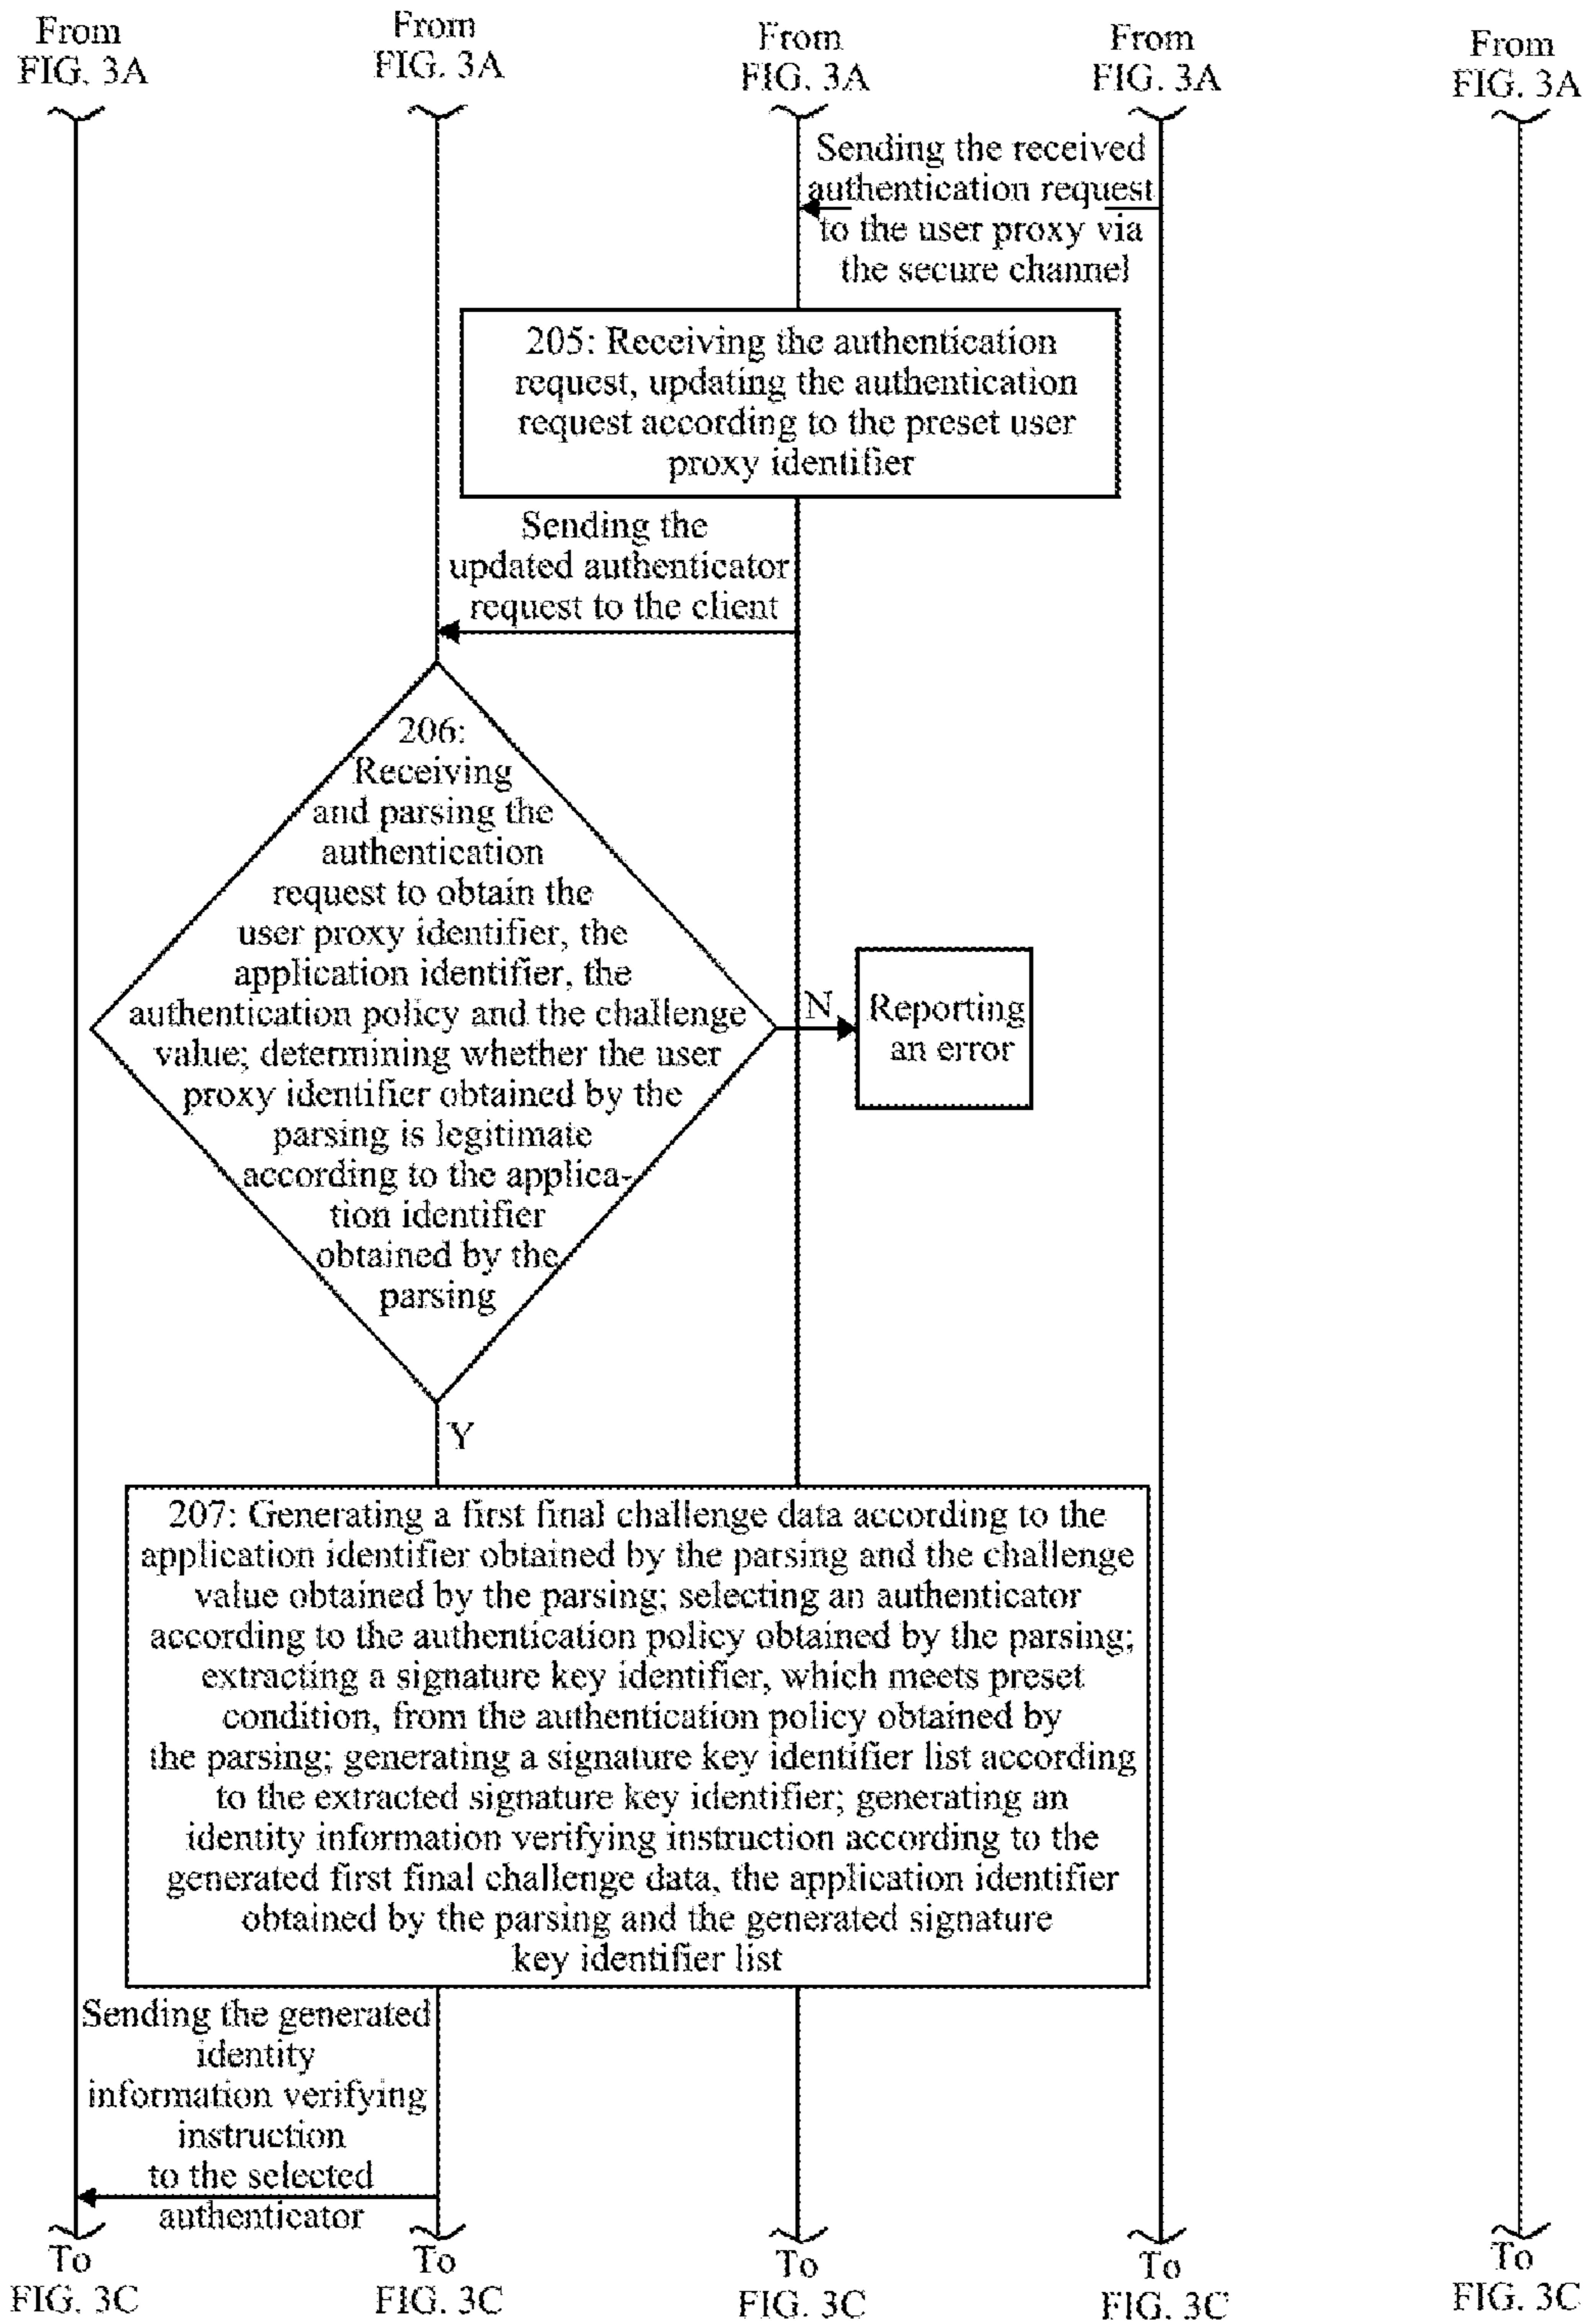 From
FIG. 3A
From
FIG. 3A
From
FIG. 3A
From
FIG. 3A
From
FIG. 3A
Sending the received
authentication request
to the user proxy via
the secure channel
205: Receiving the authentication
request, updating the authentication
request according to the preset user
proxy identifier
Sending the
updated authenticator
request to the client
206:
Receiving
and parsing the
authentication
request to obtain the
user proxy identifier, the
application identifier, the
authentication policy and the challenge
value; determining whether the user
proxy identifier obtained by the
parsing is legitimate
according to the applica-
tion identifier
obtained by the
parsing
N
Reporting
an error
Y
207: Generating a first final challenge data according to the
application identifier obtained by the parsing and the challenge
value obtained by the parsing; selecting an authenticator
according to the authentication policy obtained by the parsing;
extracting a signature key identifier, which meets preset
condition, from the authentication policy obtained by
the parsing; generating a signature key identifier list according
to the extracted signature key identifier; generating an
identity information verifying instruction according to the
generated first final challenge data, the application identifier
obtained by the parsing and the generated signature
key identifier list
Sending the generated
identity
information verifying
instruction
to the selected
authenticator
To
FIG. 3C
To
FIG. 3C
To
FIG. 3C
To
FIG. 3C
To
FIG. 3C